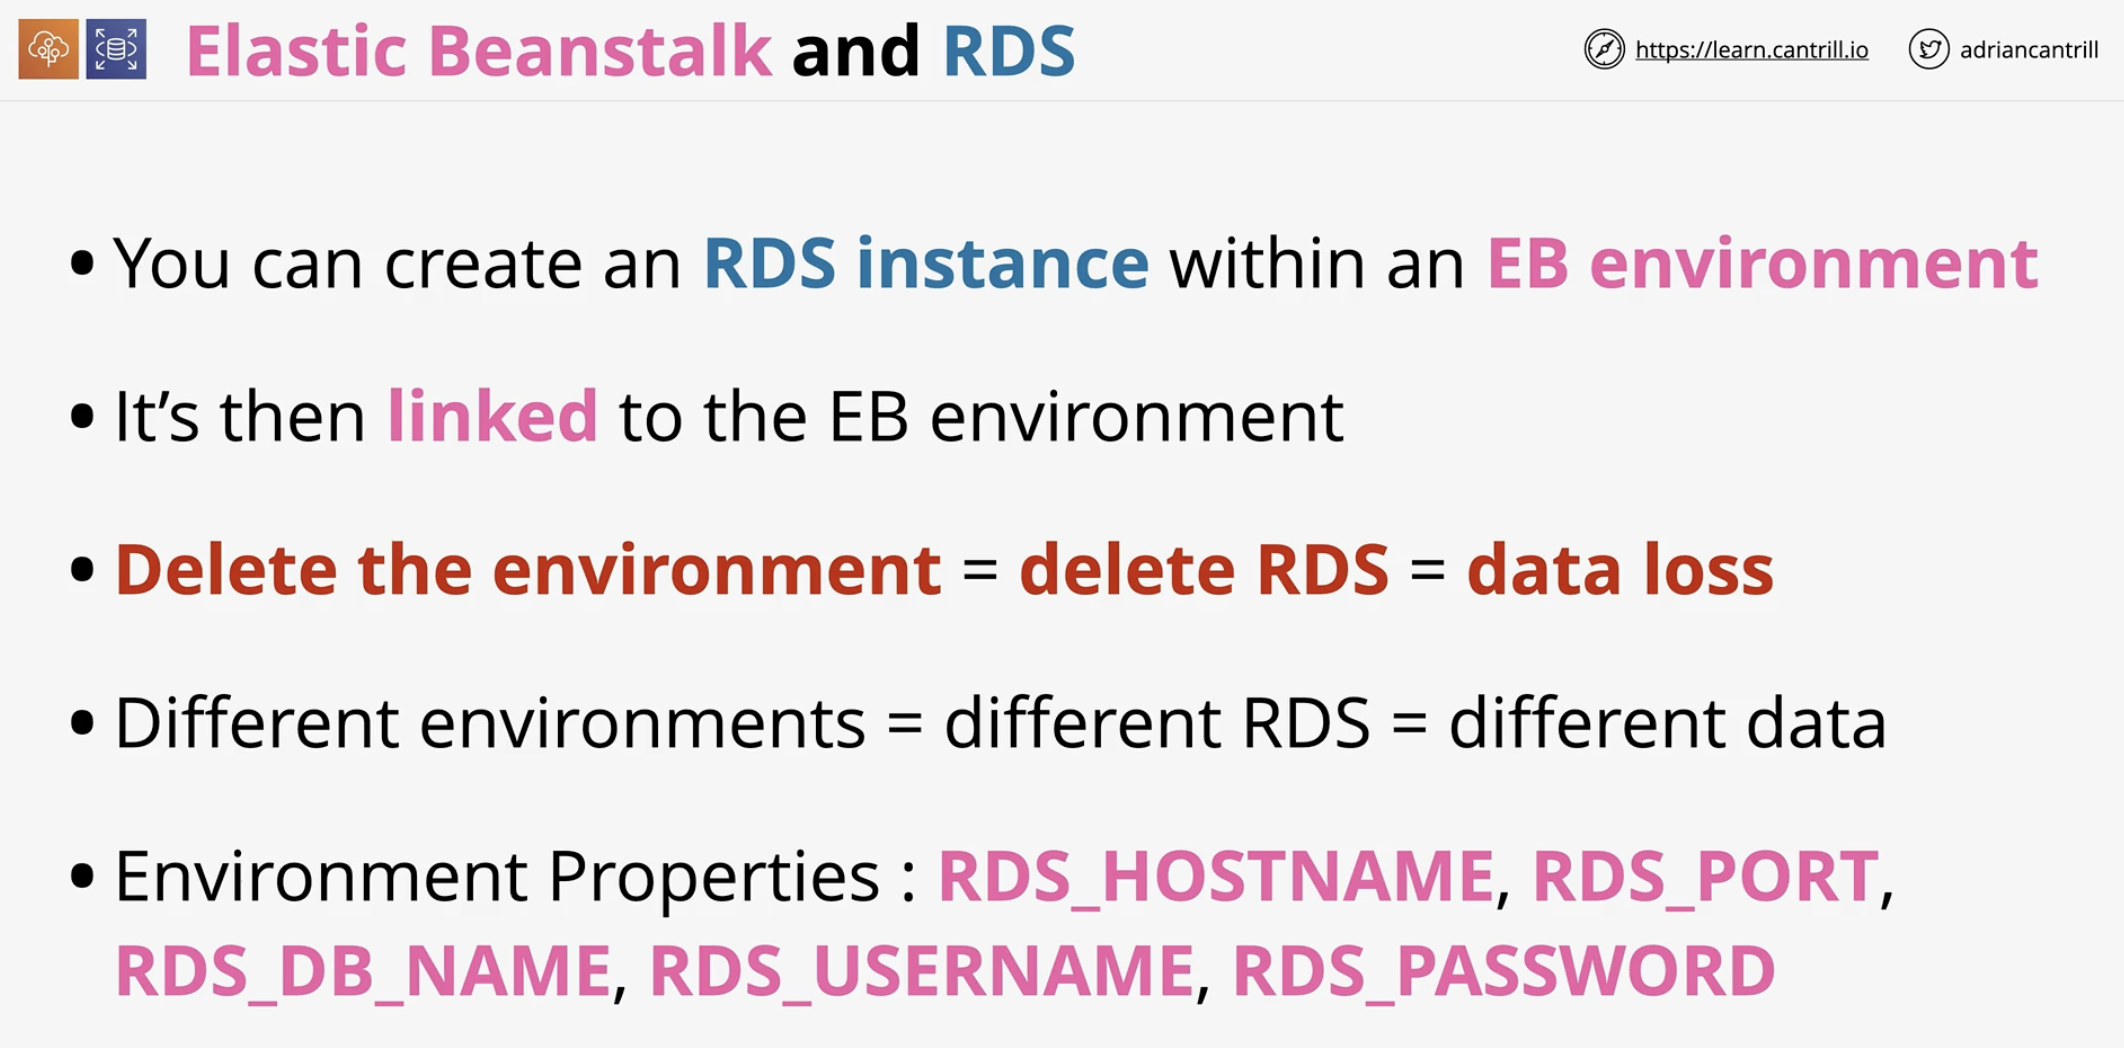 Elastic Beanstalk and RDS
https://learn.cantrill.io
adriancantrill
• You can create an RDS instance within an EB environment
• It’s then linked to the EB environment
• Delete the environment = delete RDS = data loss
• Different environments = different RDS = different data
• Environment Properties : RDS_HOSTNAME, RDS_PORT,
RDS_DB_NAME, RDS_USERNAME, RDS_PASSWORD